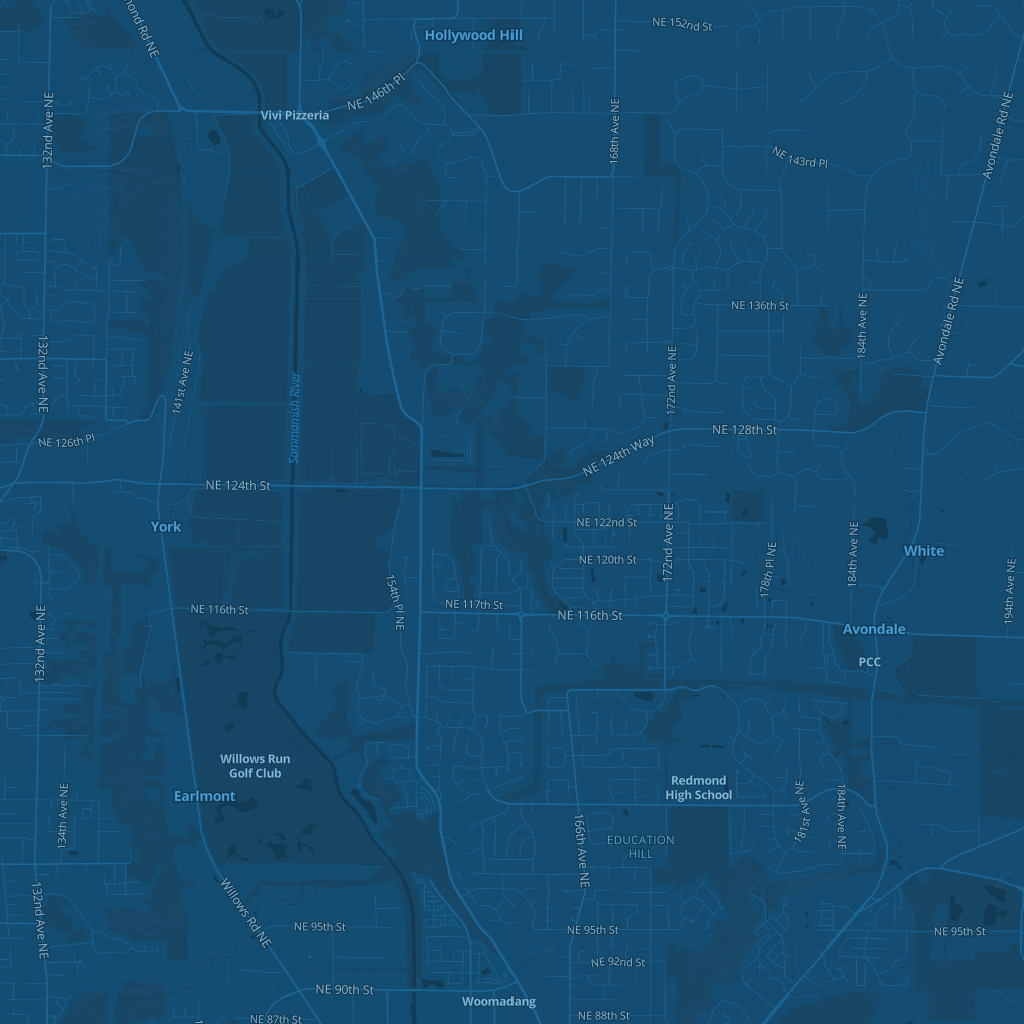 NE 152nd St
Hollywood Hill
mond Rd NE
NE 146th Pl
Vivi Pizzeria
132nd Ave NE
168th Ave NE
Avondale Rd NE
NE 143rd Pl
NE 136th St
184th Ave NE
Avondale Rd NE
132nd Ave NE
141st Ave NE
172nd Ave NE
Sammamish River
NE 128th St
NE 126th Pl
NE 124th Way
NE 124th St
York
NE 122nd St
172nd Ave NE
184th Ave NE
White
NE 120th St
178th Pl NE
194th Ave NE
154th Pl NE
NE 116th St
NE 117th St
NE 116th St
132nd Ave NE
Avondale
PCC
Willows Run
Golf Club
Redmond
High School
Earlmont
134th Ave NE
181st Ave NE
184th Ave NE
166th Ave NE
EDUCATION
HILL
132nd Ave NE
Willows Rd NE
NE 95th St
NE 95th St
NE 95th St
NE 92nd St
NE 90th St
Woomadang
NE 87th St
NE 88th St